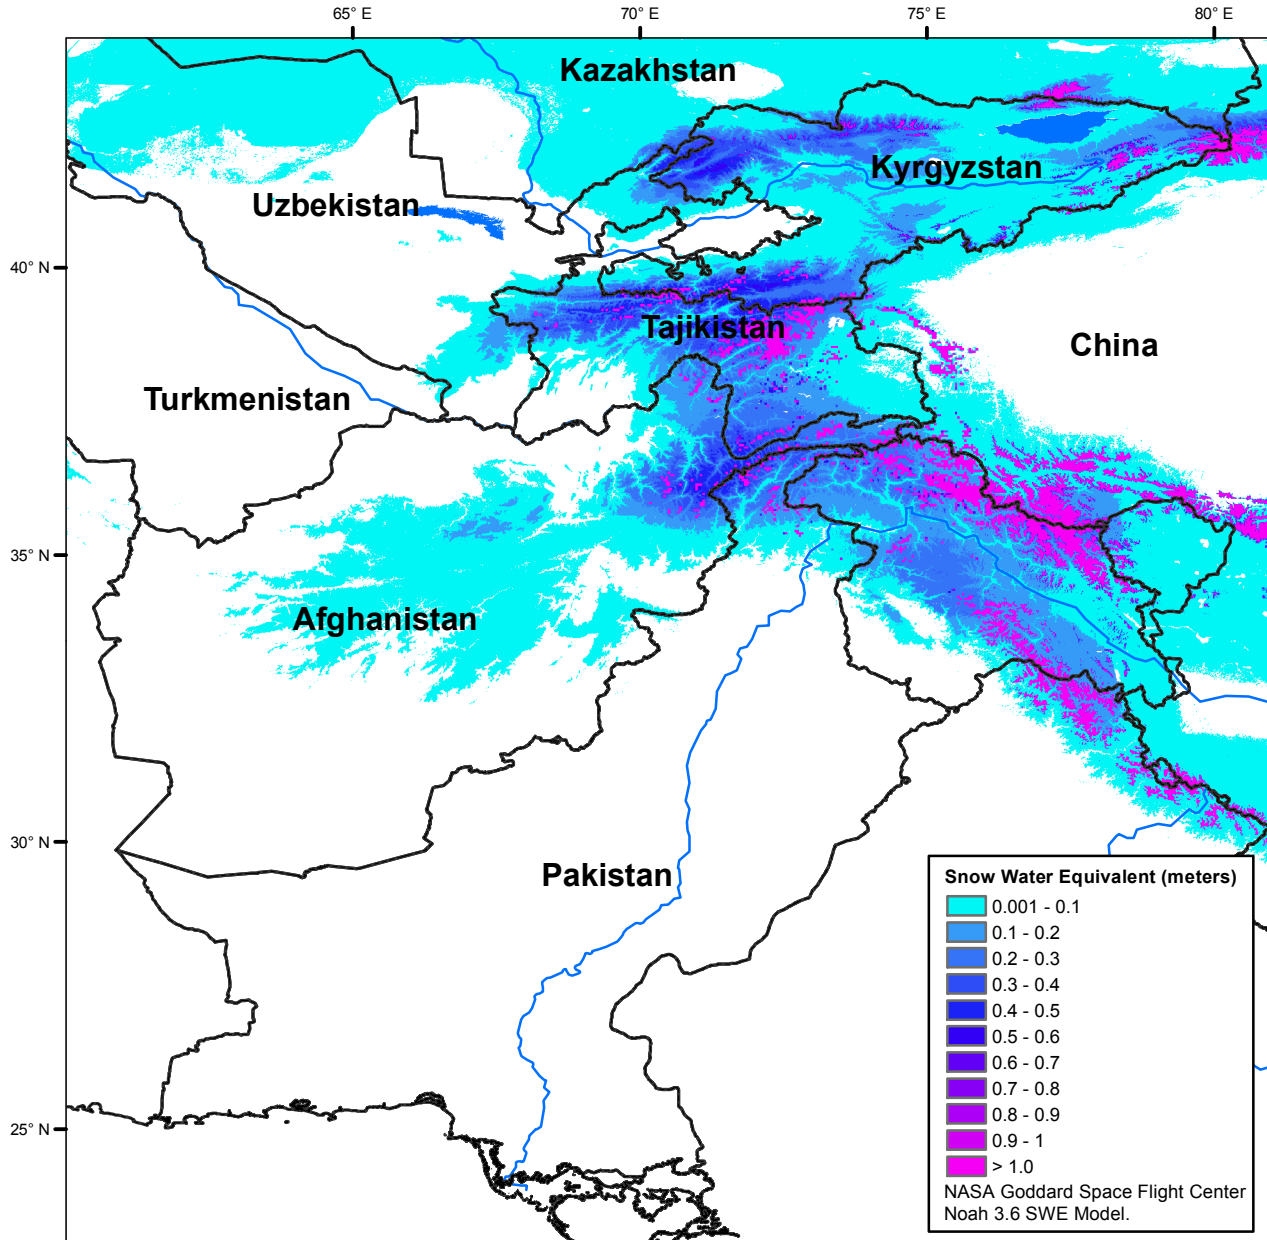 65° E 70° E 75° E 80° E
Kazakhstan
Kyrgyzstan
Uzbekistan
40° N
Tajikistan
China
Turkmenistan
35° N
Afghanistan
30° N
Pakistan
25° N
Snow Water Equivalent (meters)
0.001 - 0.1
0.1 - 0.2
0.2 - 0.3
0.3 - 0.4
0.4 - 0.5
0.5 - 0.6
0.6 - 0.7
0.7 - 0.8
0.8 - 0.9
0.9 - 1
> 1.0
NASA Goddard Space Flight Center
Noah 3.6 SWE Model.